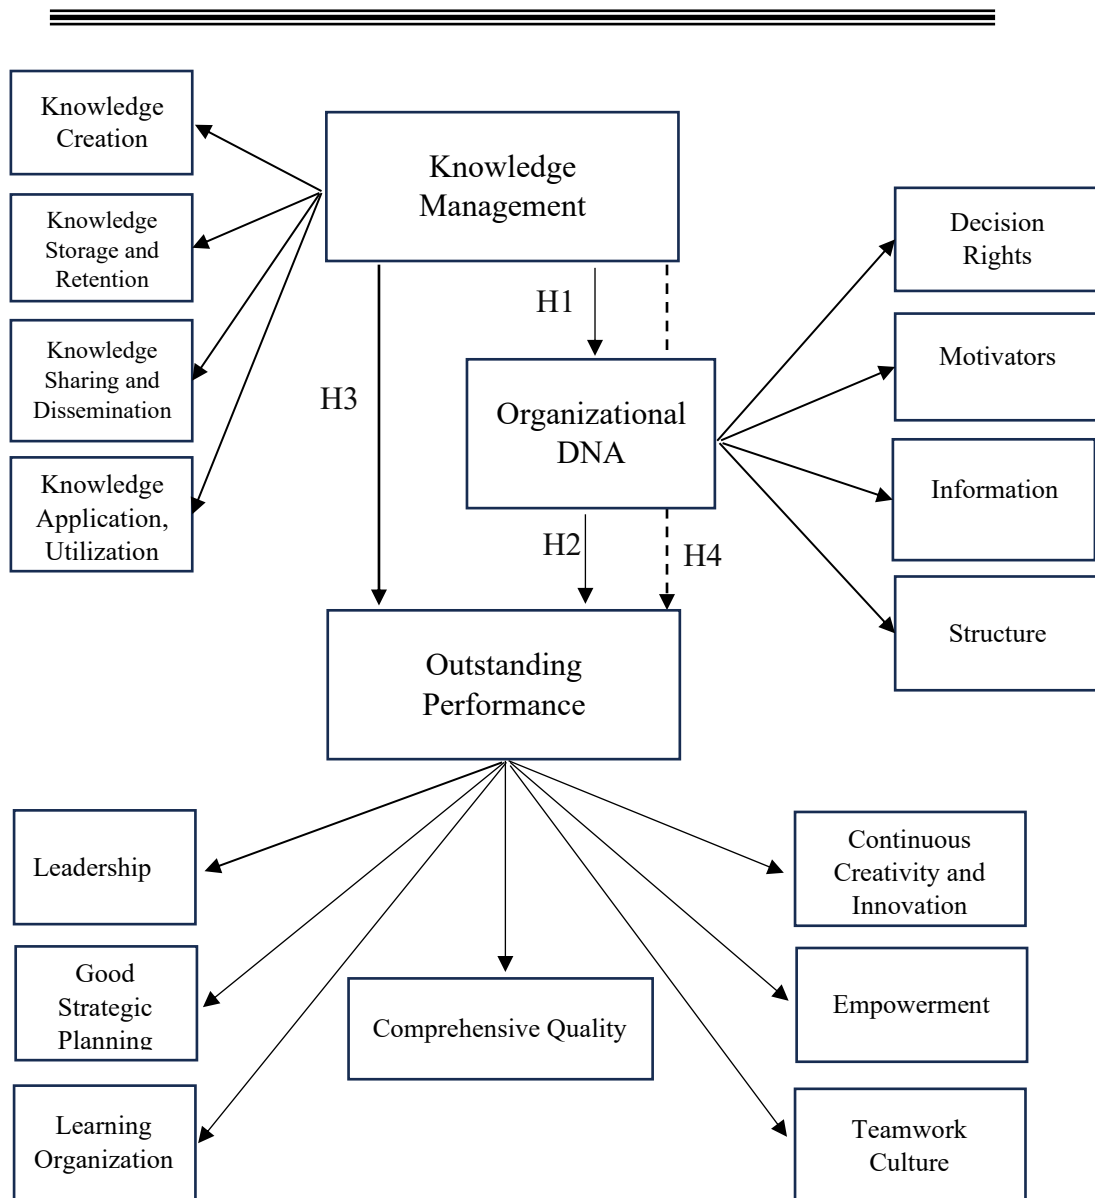 Knowledge
Creation
Knowledge
Storage and
Retention
Knowledge
Sharing and
Dissemination
Knowledge
Application,
Utilization
Knowledge
Management
Decision
Rights
Motivators
Information
Structure
H1
H3
Organizational
DNA
H2
H4
Outstanding
Performance
Leadership
Good
Strategic
Planning
Learning
Organization
Comprehensive Quality
Continuous
Creativity and
Innovation
Empowerment
Teamwork
Culture